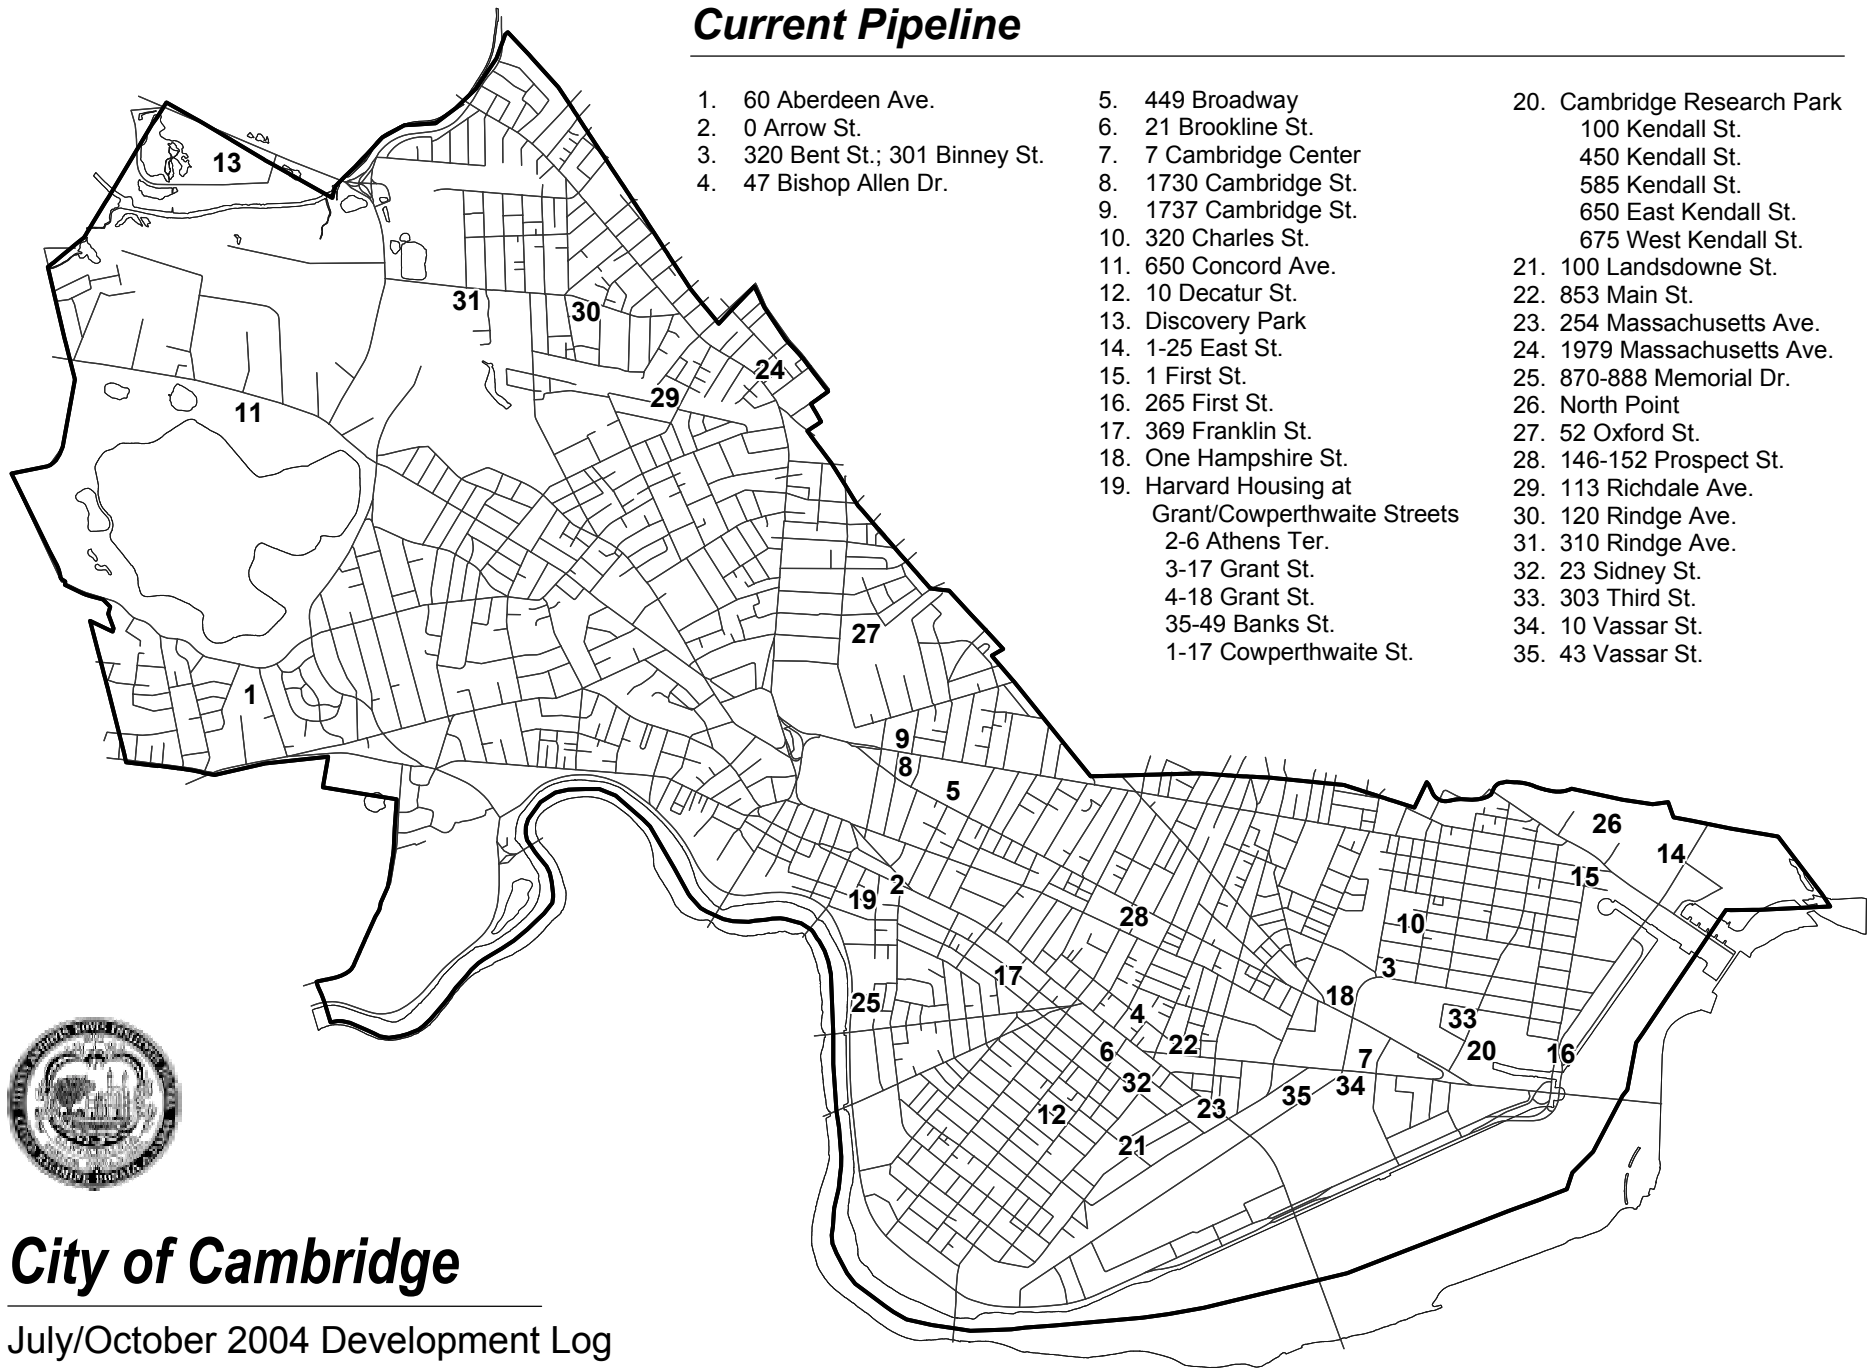 Current Pipeline
1. 60 Aberdeen Ave.
2. 0 Arrow St.
3. 320 Bent St.; 301 Binney St.
4. 47 Bishop Allen Dr.
5. 449 Broadway
6. 21 Brookline St.
7. 7 Cambridge Center
8. 1730 Cambridge St.
9. 1737 Cambridge St.
10. 320 Charles St.
11. 650 Concord Ave.
12. 10 Decatur St.
13. Discovery Park
14. 1-25 East St.
15. 1 First St.
16. 265 First St.
17. 369 Franklin St.
18. One Hampshire St.
19. Harvard Housing at
Grant/Cowperthwaite Streets
2-6 Athens Ter.
3-17 Grant St.
4-18 Grant St.
35-49 Banks St.
1-17 Cowperthwaite St.
20. Cambridge Research Park
100 Kendall St.
450 Kendall St.
585 Kendall St.
650 East Kendall St.
675 West Kendall St.
21. 100 Landsdowne St.
22. 853 Main St.
23. 254 Massachusetts Ave.
24. 1979 Massachusetts Ave.
25. 870-888 Memorial Dr.
26. North Point
27. 52 Oxford St.
28. 146-152 Prospect St.
29. 113 Richdale Ave.
30. 120 Rindge Ave.
31. 310 Rindge Ave.
32. 23 Sidney St.
33. 303 Third St.
34. 10 Vassar St.
35. 43 Vassar St.
13
31
30
24
29
11
27
1
9
8
5
26
14
15
2
19
28
10
3
17
18
25
4
33
22
20
6
7
16
32
34
35
23
12
21
City of Cambridge
July/October 2004 Development Log